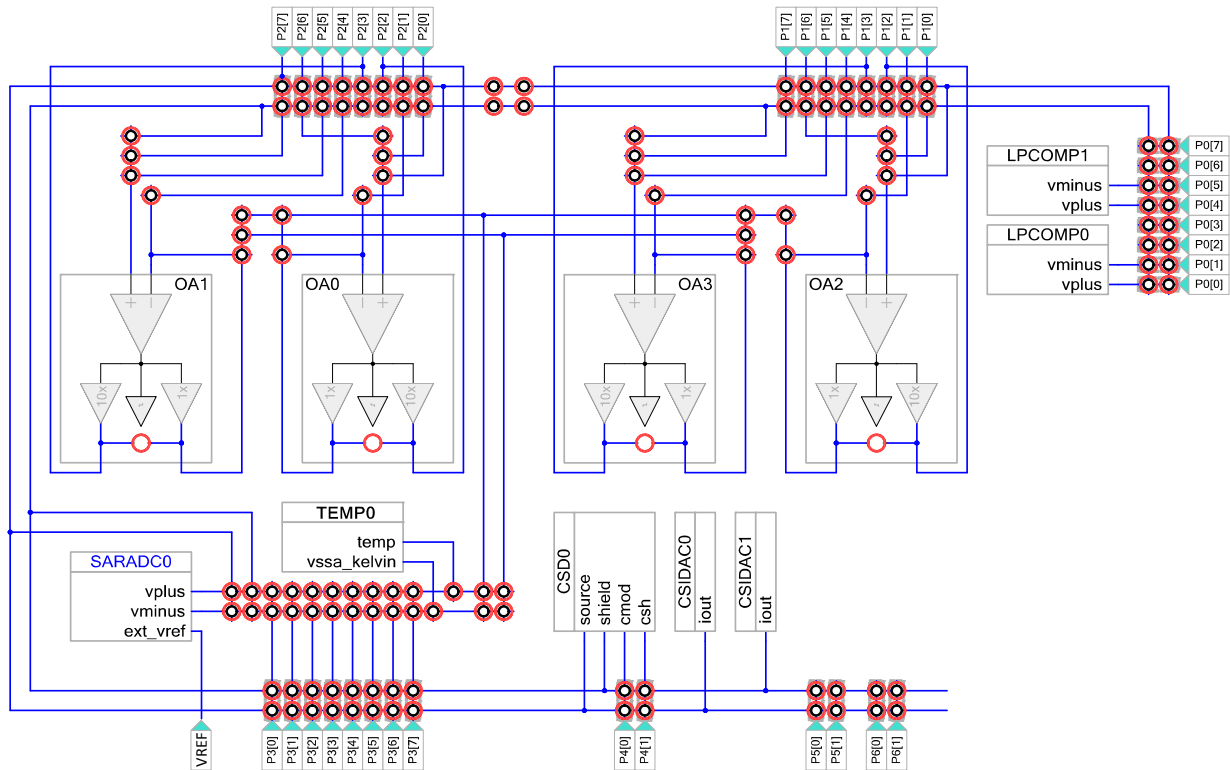 P2[7] P2[6] P2[5] P2[4] P2[3] P2[2] P2[1] P2[0]
P1[7] P1[6] P1[5] P1[4] P1[3] P1[2] P1[1] P1[0]
LPCOMP1
vminus
vplus
LPCOMP0
vminus
vplus
P0[7]
P0[6]
P0[5]
P0[4]
P0[3]
P0[2]
P0[1]
P0[0]
OA1
+ −
10x 1x
OA0
+ −
1x 10x
OA3
+ −
10x 1x
OA2
+ −
1x 10x
TEMP0
temp
vssa_kelvin
SARADC0
vplus
vminus
ext_vref
CSD0
source
shield
cmod
csh
CSIDAC0
iout
CSIDAC1
iout
VREF
P3[0] P3[1] P3[2] P3[3] P3[4] P3[5] P3[6] P3[7]
P4[0] P4[1]
P5[0] P5[1]
P6[0] P6[1]